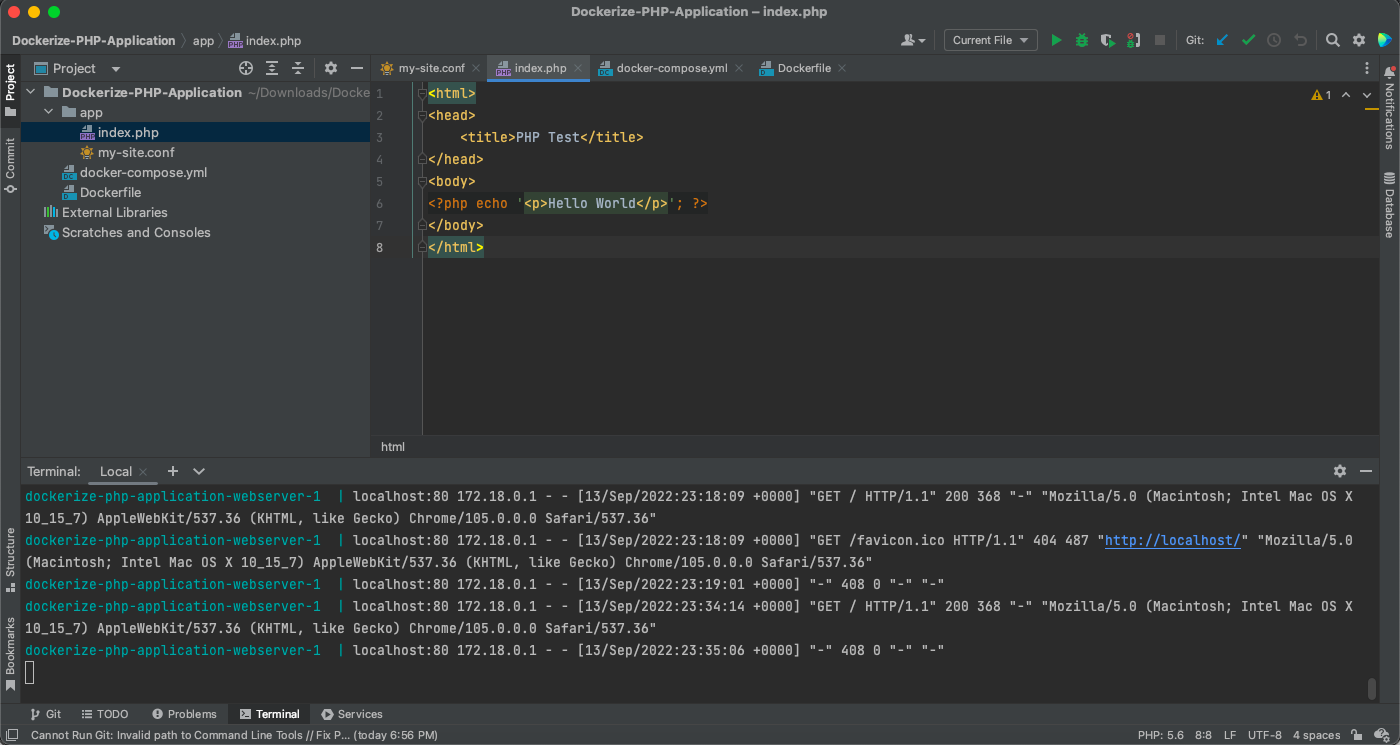 Dockerize-PHP-Application – index.php
Dockerize-PHP-Application app index.php
Current File
Git:
Project
Commit
Structure
Bookmarks
Project
Dockerize-PHP-Application ~/Downloads/Docke
app
index.php
my-site.conf
docker-compose.yml
Dockerfile
External Libraries
Scratches and Consoles
my-site.conf index.php docker-compose.yml Dockerfile
1 <html>
2 <head>
3 <title>PHP Test</title>
4 </head>
5 <body>
6 <?php echo '<p>Hello World</p>'; ?>
7 </body>
8 </html>
1
html
Notifications
Database
Terminal: Local
dockerize-php-application-webserver-1 | localhost:80 172.18.0.1 - - [13/Sep/2022:23:18:09 +0000] "GET / HTTP/1.1" 200 368 "-" "Mozilla/5.0 (Macintosh; Intel Mac OS X
10_15_7) AppleWebKit/537.36 (KHTML, like Gecko) Chrome/105.0.0.0 Safari/537.36"
dockerize-php-application-webserver-1 | localhost:80 172.18.0.1 - - [13/Sep/2022:23:18:09 +0000] "GET /favicon.ico HTTP/1.1" 404 487 "http://localhost/" "Mozilla/5.0
(Macintosh; Intel Mac OS X 10_15_7) AppleWebKit/537.36 (KHTML, like Gecko) Chrome/105.0.0.0 Safari/537.36"
dockerize-php-application-webserver-1 | localhost:80 172.18.0.1 - - [13/Sep/2022:23:19:01 +0000] "-" 408 0 "-" "-"
dockerize-php-application-webserver-1 | localhost:80 172.18.0.1 - - [13/Sep/2022:23:34:14 +0000] "GET / HTTP/1.1" 200 368 "-" "Mozilla/5.0 (Macintosh; Intel Mac OS X
10_15_7) AppleWebKit/537.36 (KHTML, like Gecko) Chrome/105.0.0.0 Safari/537.36"
dockerize-php-application-webserver-1 | localhost:80 172.18.0.1 - - [13/Sep/2022:23:35:06 +0000] "-" 408 0 "-" "-"
Git TODO Problems Terminal Services
Cannot Run Git: Invalid path to Command Line Tools // Fix P... (today 6:56 PM) PHP: 5.6 8:8 LF UTF-8 4 spaces